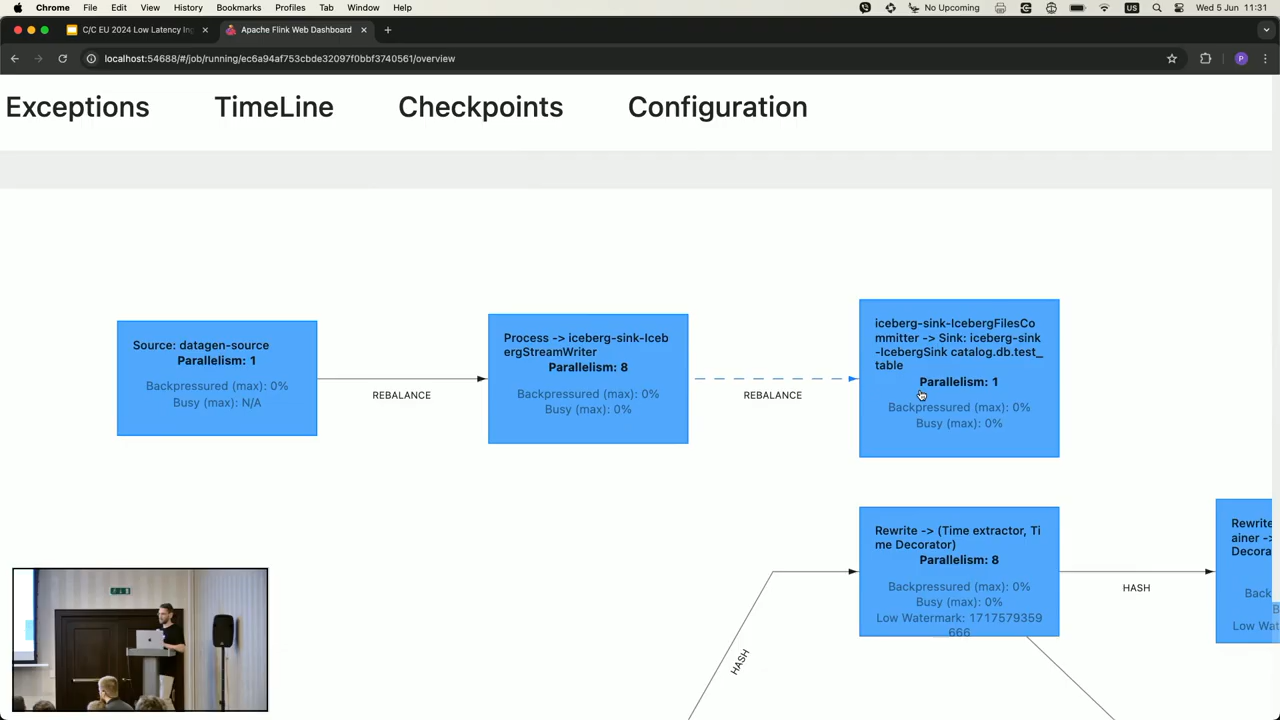 Chrome File Edit View History Bookmarks Profiles Tab Window Help No Upcoming US Wed 5 Jun 11:31
C/C EU 2024 Low Latency Ing Apache Flink Web Dashboard
localhost:54688/#/job/running/ec6a94af753cbde32097f0bbf3740561/overview P
Exceptions TimeLine Checkpoints Configuration
Source: datagen-source
Parallelism: 1
Backpressured (max): 0%
Busy (max): N/A
REBALANCE
Process -> iceberg-sink-Iceb
ergStreamWriter
Parallelism: 8
Backpressured (max): 0%
Busy (max): 0%
REBALANCE
iceberg-sink-IcebergFilesCo
mmitter -> Sink: iceberg-sink
-IcebergSink catalog.db.test_
table
Parallelism: 1
Backpressured (max): 0%
Busy (max): 0%
HASH
Rewrite -> (Time extractor, Ti
me Decorator)
Parallelism: 8
Backpressured (max): 0%
Busy (max): 0%
Low Watermark: 1717579359
666
HASH
Rewrite
ainer ->
Decora
Back
B
Low Wat